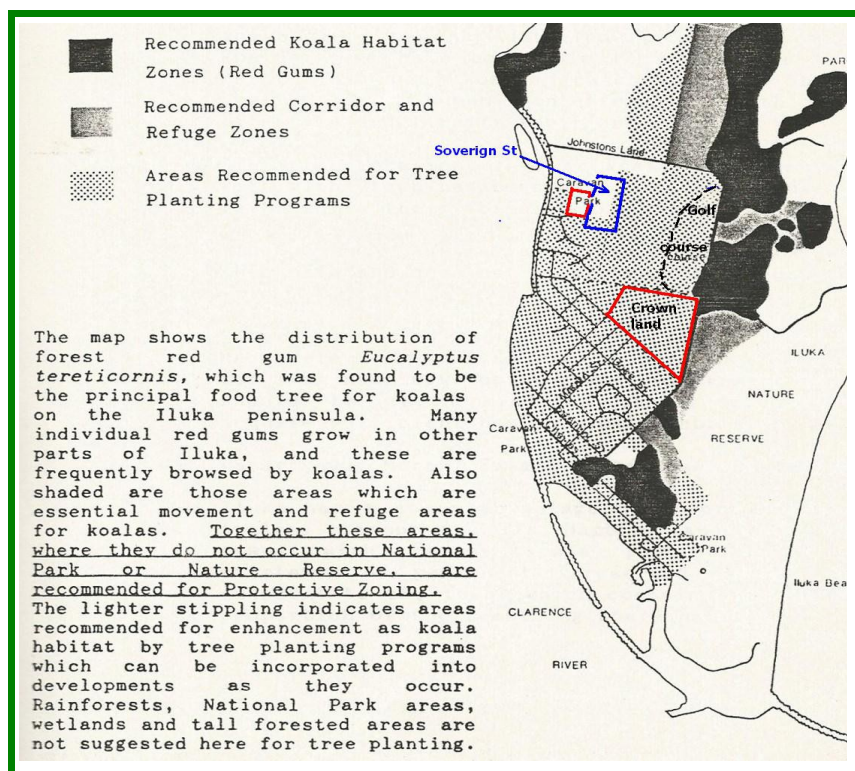 Recommended Koala Habitat
Zones (Red Gums)
Recommended Corridor and
Refuge Zones
Areas Recommended for Tree
Planting Programs
The map shows the distribution of
forest red gum Eucalyptus
tereticornis, which was found to be
the principal food tree for koalas
on the Iluka peninsula. Many
individual red gums grow in other
parts of Iluka, and these are
frequently browsed by koalas. Also
shaded are those areas which are
essential movement and refuge areas
for koalas. Together these areas,
where they do not occur in National
Park or Nature Reserve, are
recommended for Protective Zoning.
The lighter stippling indicates areas
recommended for enhancement as koala
habitat by tree planting programs
which can be incorporated into
developments as they occur.
Rainforests, National Park areas,
wetlands and tall forested areas are
not suggested here for tree planting.
PAR
Johnstons Lane
Soverign St
Caravan
Park
Golf
course
Crown
land
ILUKA
NATURE
RESERVE
Caravan
Park
Caravan
Park
Iluka Bea
CLARENCE
RIVER